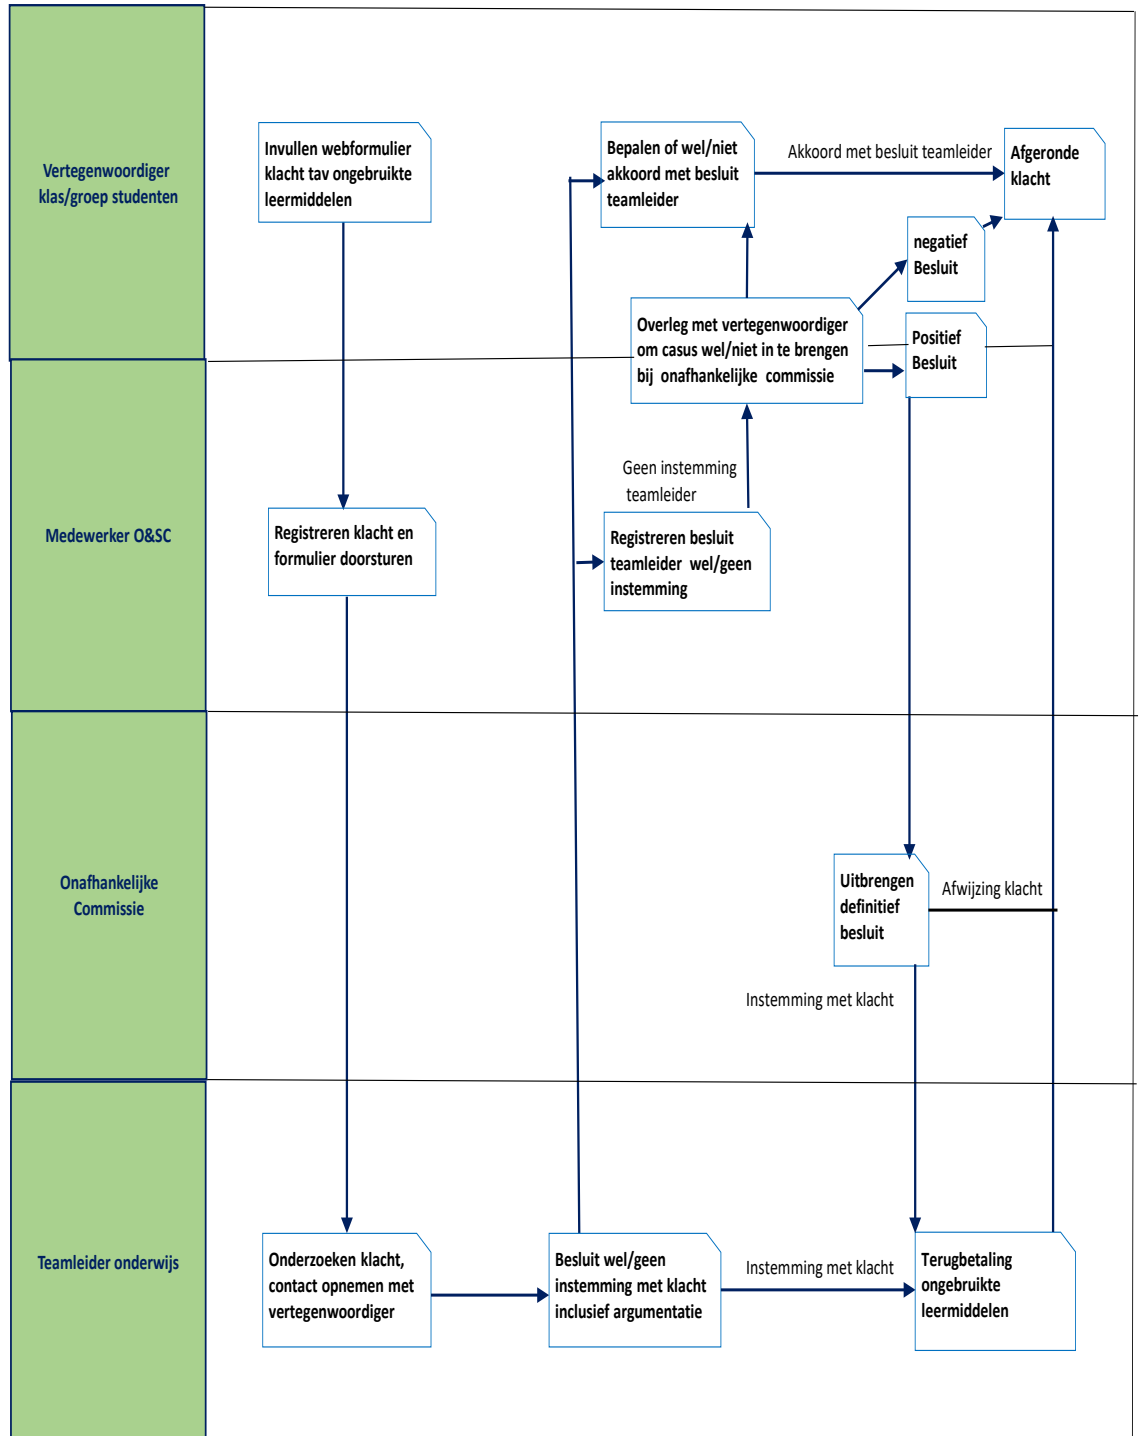 Vertegenwoordiger
klas/groep studenten
Invullen webformulier
klacht tav ongebruikte
leermiddelen
Bepalen of wel/niet
akkoord met besluit
teamleider
Akkoord met besluit teamleider
Afgeronde
klacht
negatief
Besluit
Overleg met vertegenwoordiger
om casus wel/niet in te brengen
bij onafhankelijke commissie
Positief
Besluit
Medewerker O&SC
Registreren klacht en
formulier doorsturen
Geen instemming
teamleider
Registreren besluit
teamleider wel/geen
instemming
Onafhankelijke
Commissie
Uitbrengen
definitief
besluit
Afwijzing klacht
Instemming met klacht
Teamleider onderwijs
Onderzoeken klacht,
contact opnemen met
vertegenwoordiger
Besluit wel/geen
instemming met klacht
inclusief argumentatie
Instemming met klacht
Terugbetaling
ongebruikte
leermiddelen